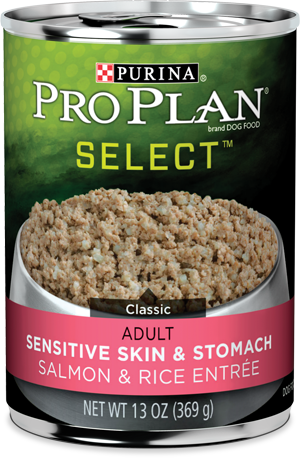 PURINA®
PRO PLAN®
brand DOG FOOD
SELECT™
Classic
ADULT
SENSITIVE SKIN & STOMACH
SALMON & RICE ENTRÉE
NET WT 13 OZ (369 g)
DOG